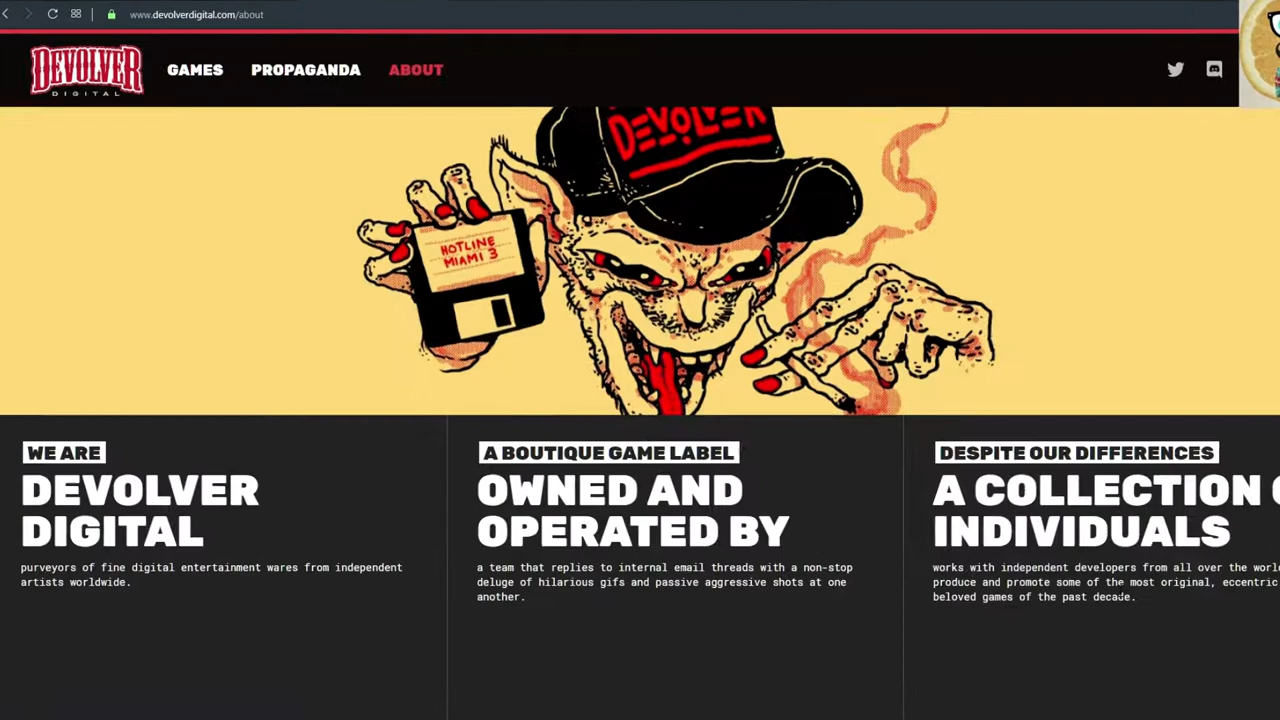 www.devolverdigital.com/about
DEVOLVER
DIGITAL
GAMES
PROPAGANDA
ABOUT
DEVOLVER
HOTLINE
MIAMI 3
WE ARE
DEVOLVER
DIGITAL
purveyors of fine digital entertainment wares from independent
artists worldwide.
A BOUTIQUE GAME LABEL
OWNED AND
OPERATED BY
a team that replies to internal email threads with a non-stop
deluge of hilarious gifs and passive aggressive shots at one
another.
DESPITE OUR DIFFERENCES
A COLLECTION
INDIVIDUALS
works with independent developers from all over the
produce and promote some of the most original, eccentric
beloved games of the past decade.